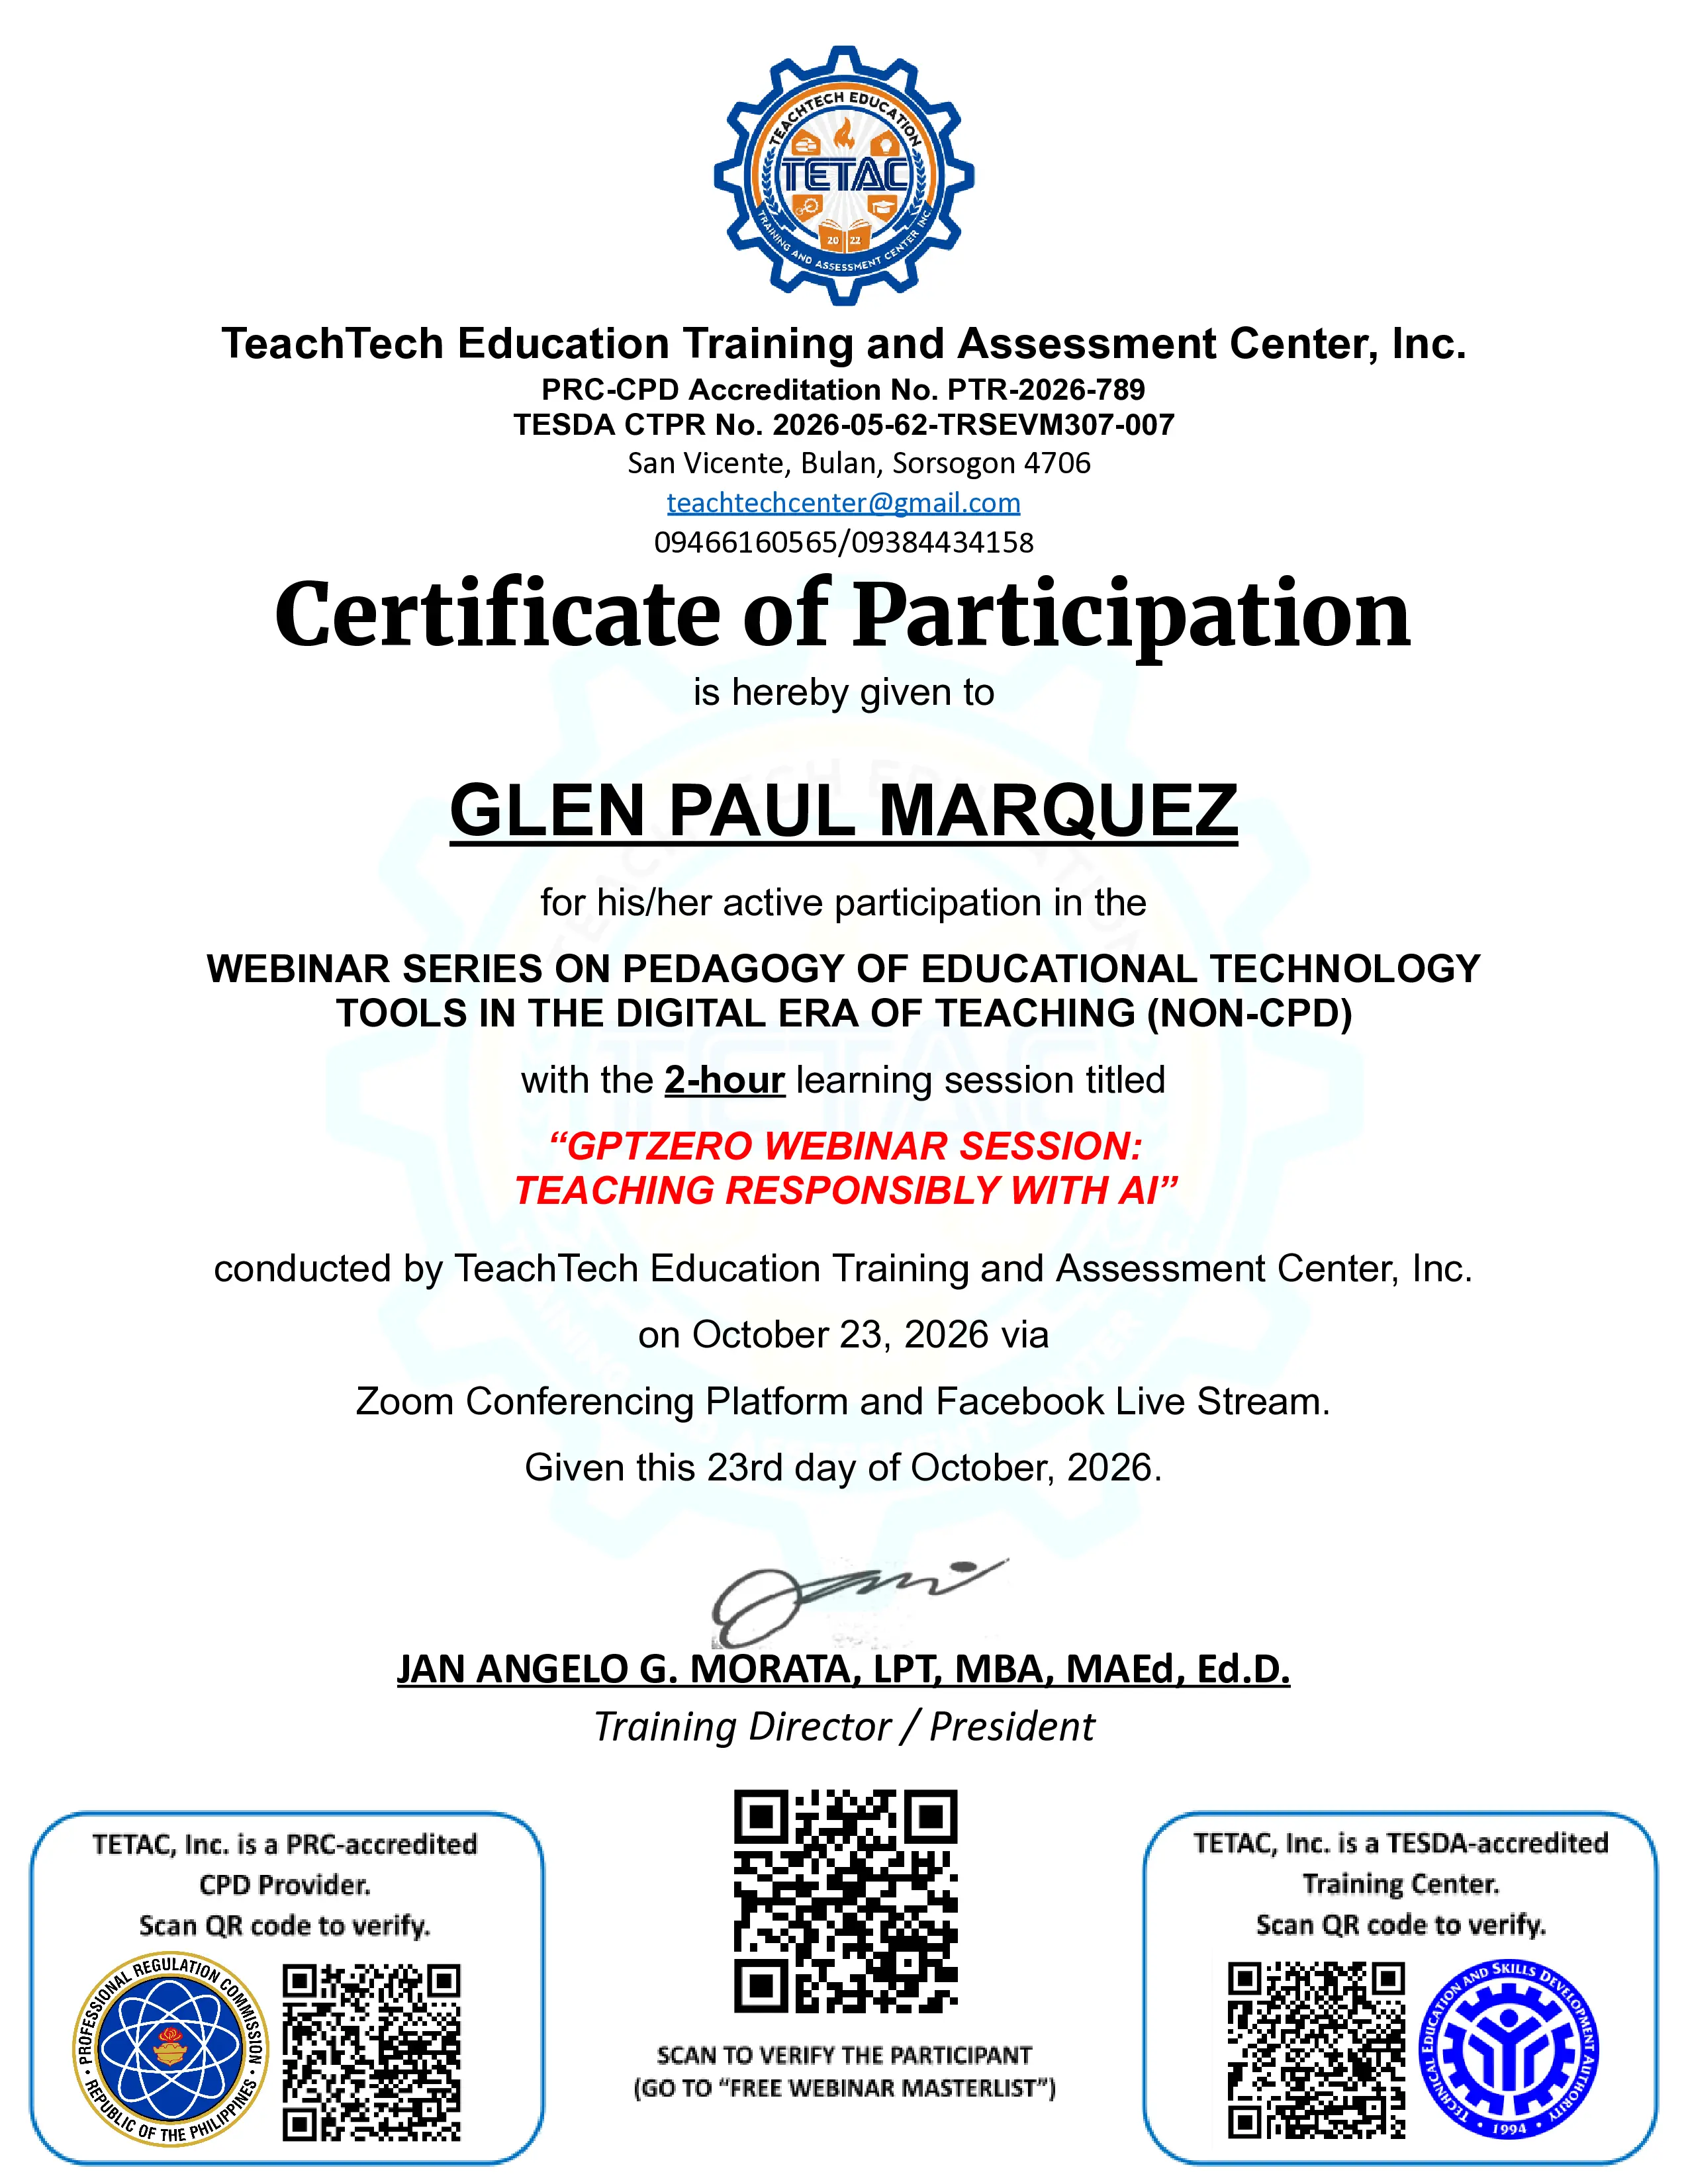 TEACHTECH EDUCATION
TETAC
20 22
TRAINING AND ASSESSMENT CENTER INC.
TeachTech Education Training and Assessment Center, Inc.
PRC-CPD Accreditation No. PTR-2026-789
TESDA CTPR No. 2026-05-62-TRSEVM307-007
San Vicente, Bulan, Sorsogon 4706
teachtechcenter@gmail.com
09466160565/09384434158
Certificate of Participation
is hereby given to
GLEN PAUL MARQUEZ
for his/her active participation in the
WEBINAR SERIES ON PEDAGOGY OF EDUCATIONAL TECHNOLOGY
TOOLS IN THE DIGITAL ERA OF TEACHING (NON-CPD)
with the 2-hour learning session titled
“GPTZERO WEBINAR SESSION:
TEACHING RESPONSIBLY WITH AI”
conducted by TeachTech Education Training and Assessment Center, Inc.
on October 23, 2026 via
Zoom Conferencing Platform and Facebook Live Stream.
Given this 23rd day of October, 2026.
JAN ANGELO G. MORATA, LPT, MBA, MAEd, Ed.D.
Training Director / President
TETAC, Inc. is a PRC-accredited
CPD Provider.
Scan QR code to verify.
PROFESSIONAL REGULATION COMMISSION
REPUBLIC OF THE PHILIPPINES
SCAN TO VERIFY THE PARTICIPANT
(GO TO “FREE WEBINAR MASTERLIST”)
TETAC, Inc. is a TESDA-accredited
Training Center.
Scan QR code to verify.
TECHNICAL EDUCATION AND SKILLS DEVELOPMENT AUTHORITY
1994